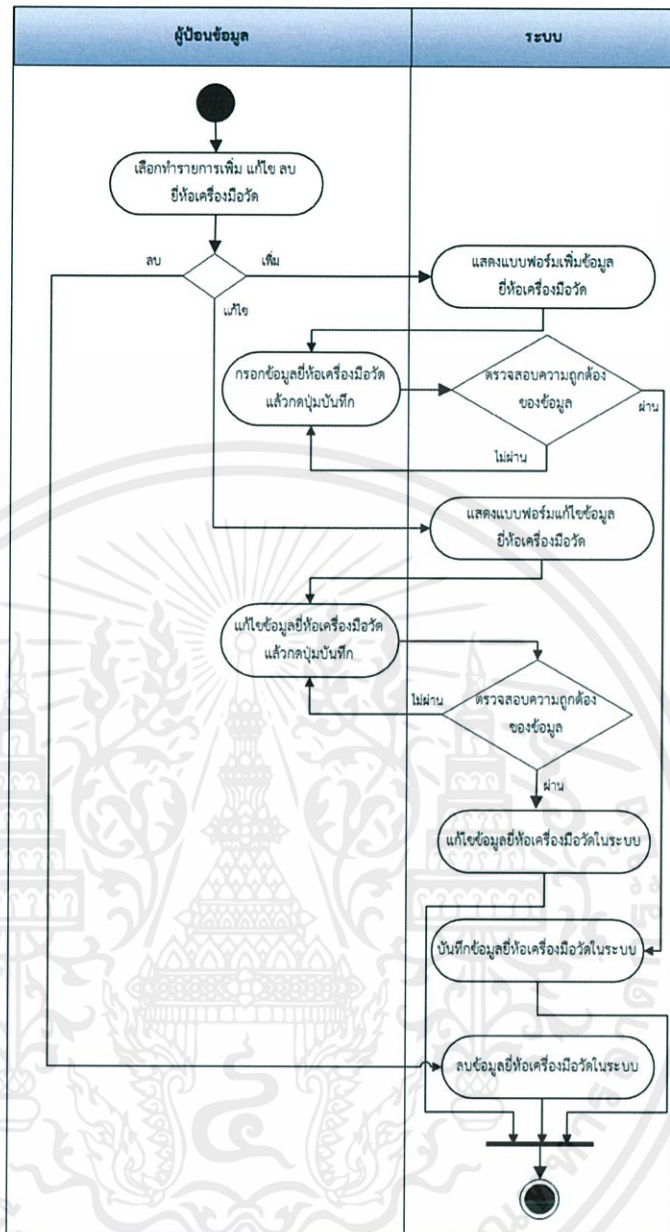 ผู้ป้อนข้อมูล
ระบบ
เลือกทำรายการเพิ่ม แก้ไข ลบ
ยี่ห้อเครื่องมือวัด
ลบ
เพิ่ม
แก้ไข
แสดงแบบฟอร์มเพิ่มข้อมูล
ยี่ห้อเครื่องมือวัด
กรอกข้อมูลยี่ห้อเครื่องมือวัด
แล้วกดปุ่มบันทึก
ตรวจสอบความถูกต้อง
ของข้อมูล
ผ่าน
ไม่ผ่าน
แสดงแบบฟอร์มแก้ไขข้อมูล
ยี่ห้อเครื่องมือวัด
แก้ไขข้อมูลยี่ห้อเครื่องมือวัด
แล้วกดปุ่มบันทึก
ไม่ผ่าน
ตรวจสอบความถูกต้อง
ของข้อมูล
ผ่าน
แก้ไขข้อมูลยี่ห้อเครื่องมือวัดในระบบ
บันทึกข้อมูลยี่ห้อเครื่องมือวัดในระบบ
ลบข้อมูลยี่ห้อเครื่องมือวัดในระบบ